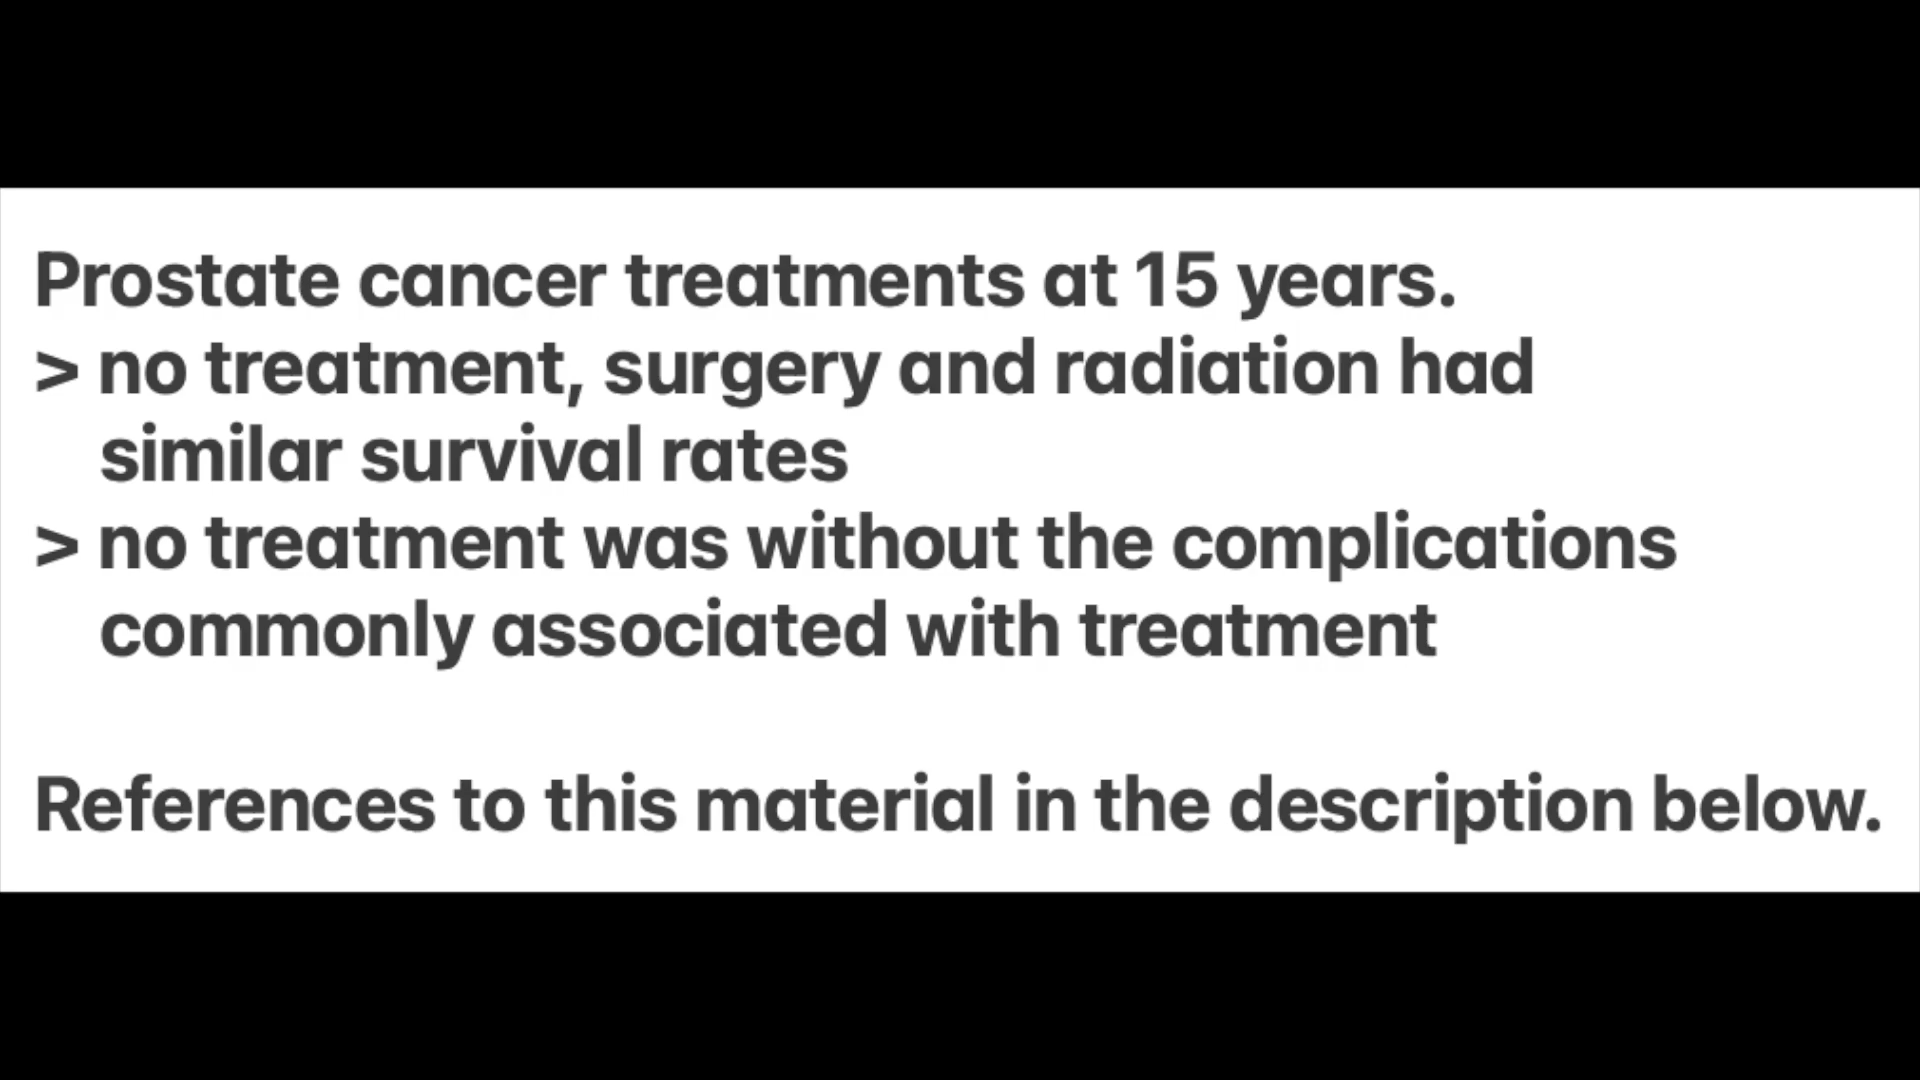 Prostate cancer treatments at 15 years.
> no treatment, surgery and radiation had
similar survival rates
> no treatment was without the complications
commonly associated with treatment
References to this material in the description below.